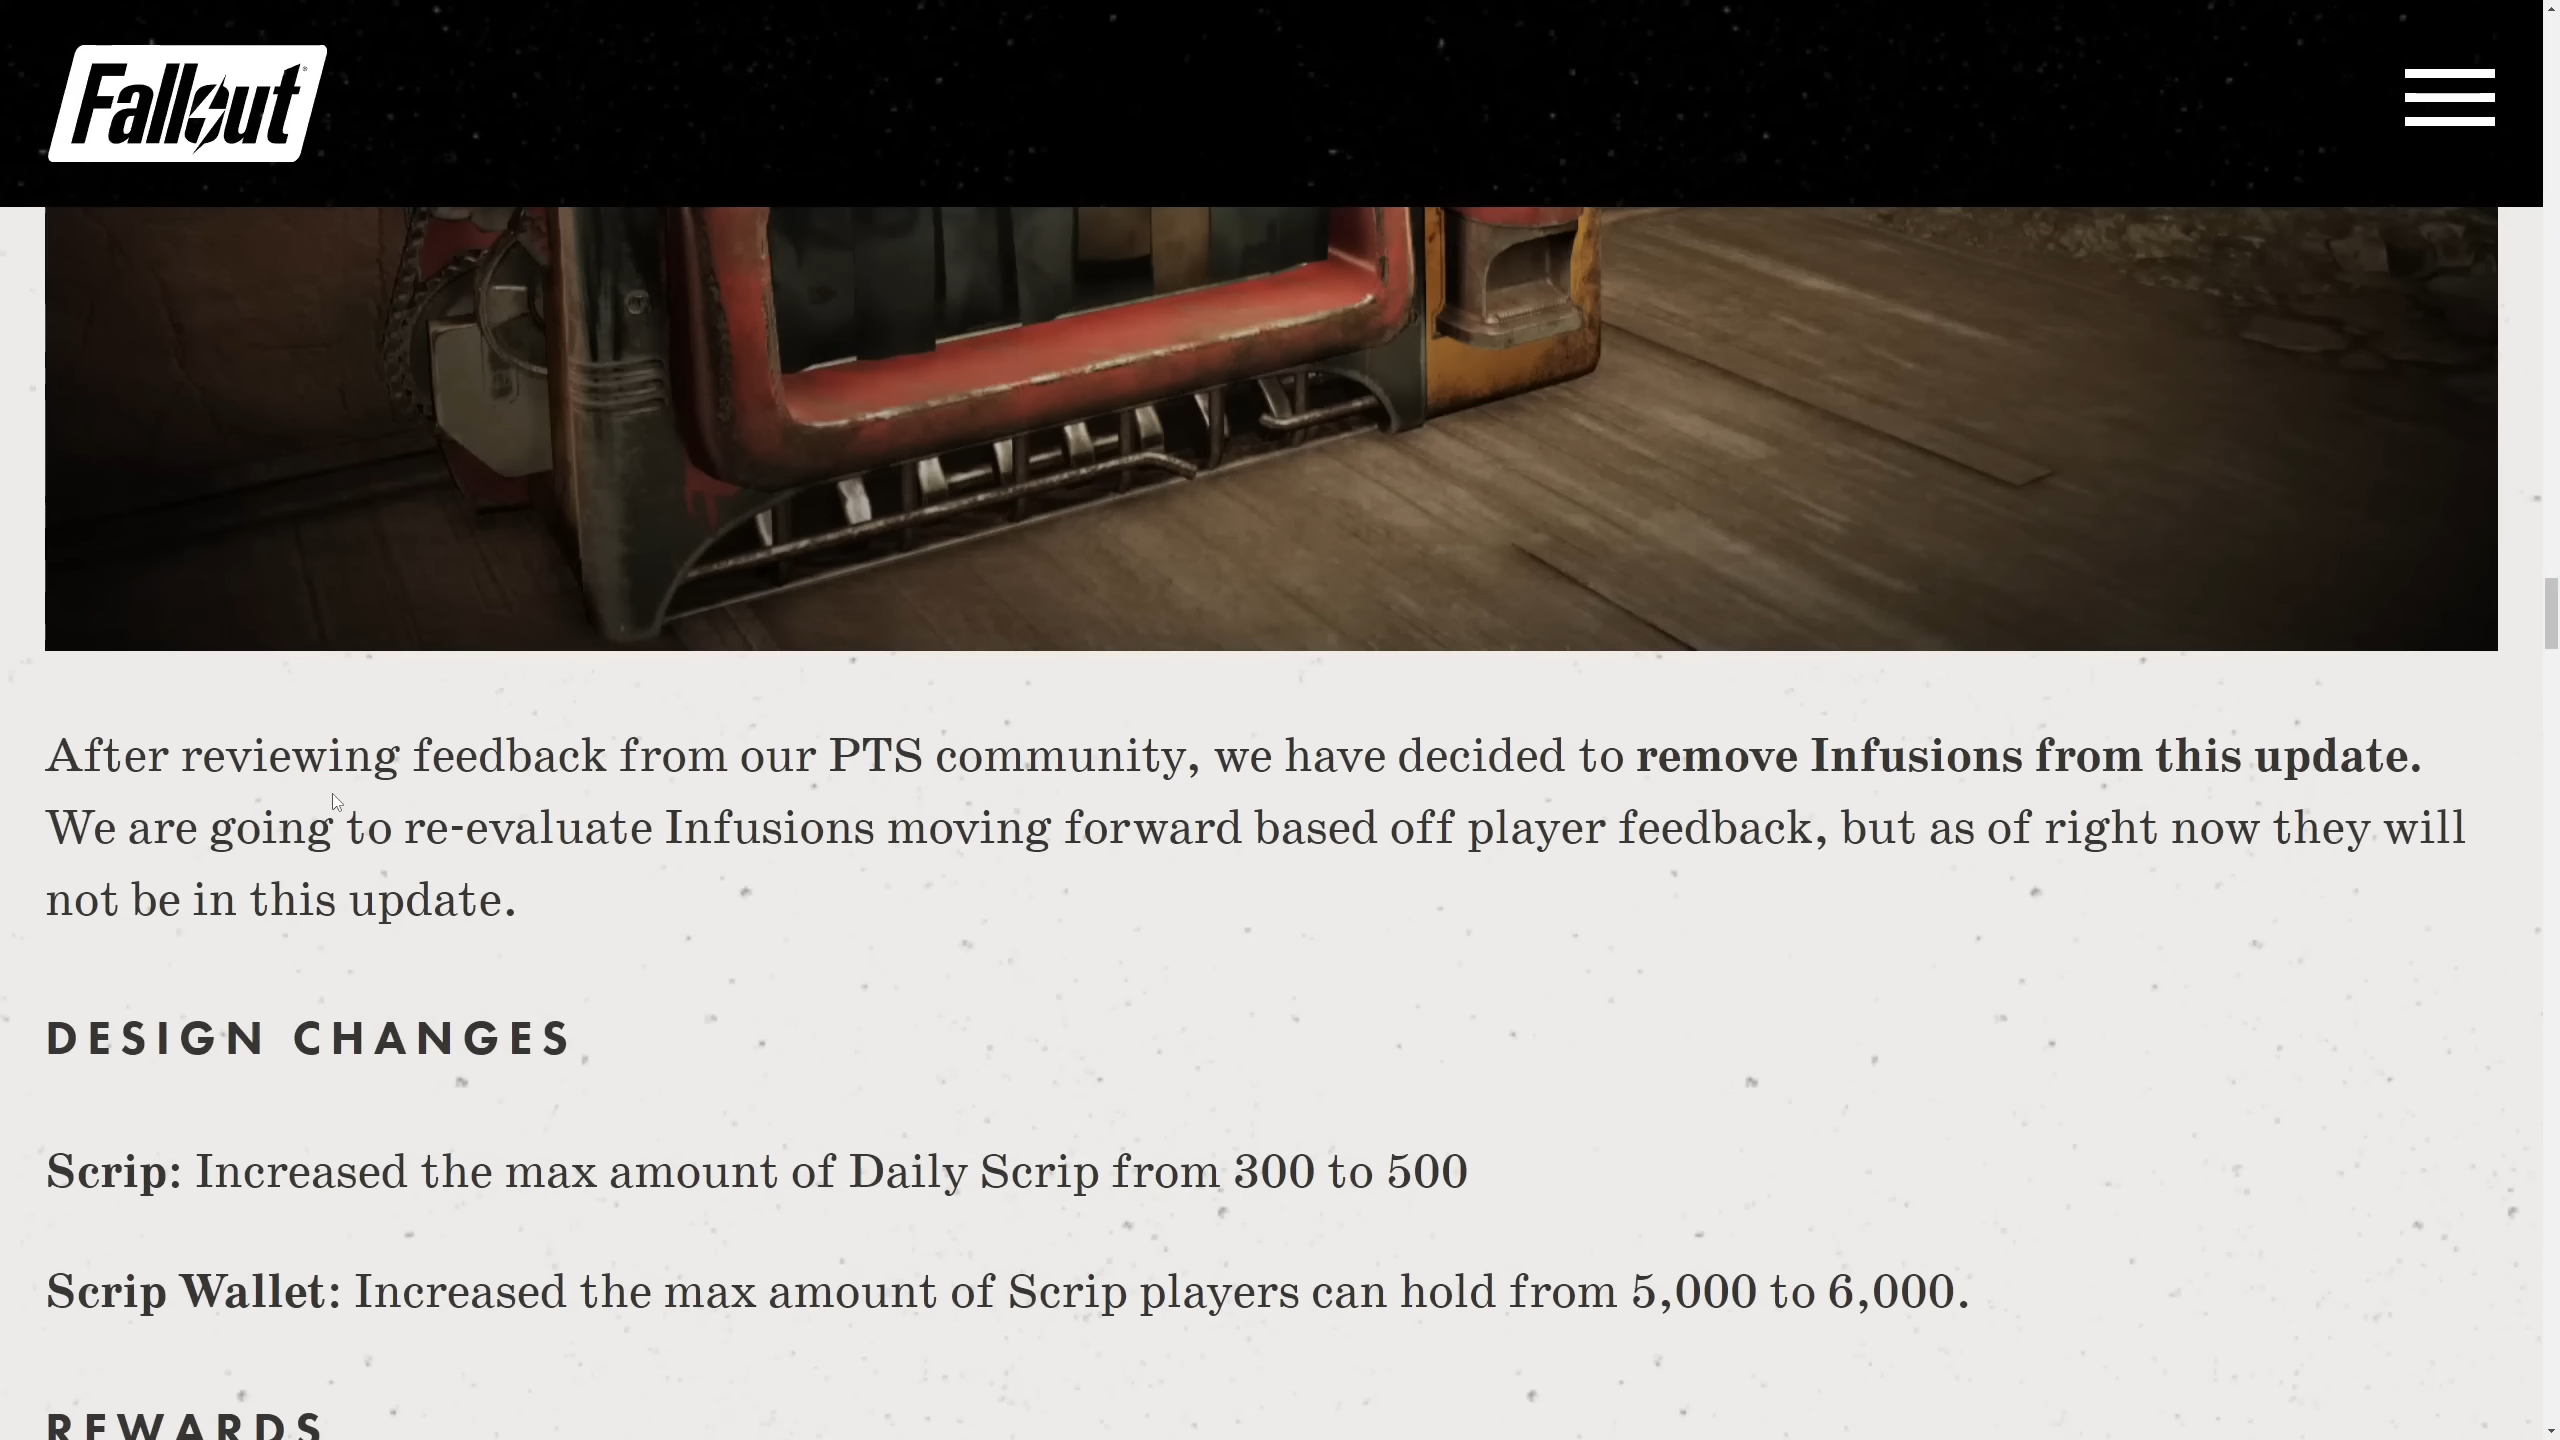 Fallout
After reviewing feedback from our PTS community, we have decided to remove Infusions from this update.
We are going to re-evaluate Infusions moving forward based off player feedback, but as of right now they will
not be in this update.
DESIGN CHANGES
Scrip: Increased the max amount of Daily Scrip from 300 to 500
Scrip Wallet: Increased the max amount of Scrip players can hold from 5,000 to 6,000.
REWARDS